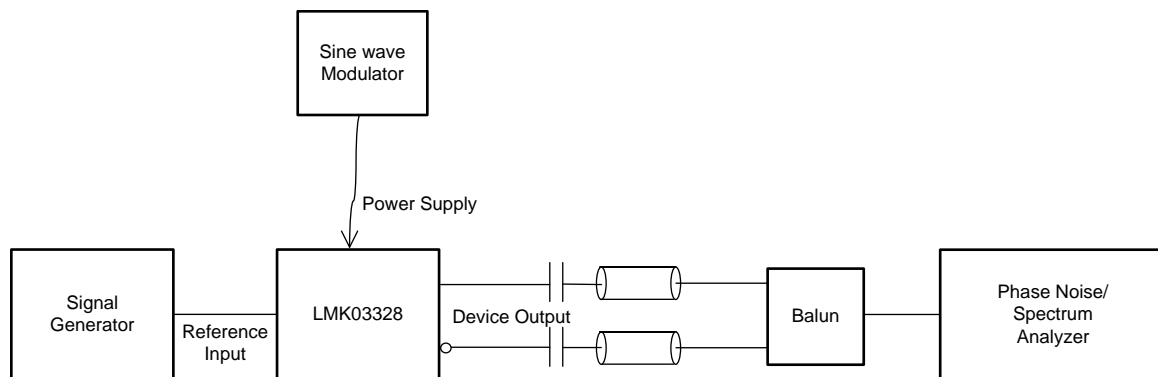 Sine wave
Modulator
Power Supply
Signal
Generator
Reference
Input
LMK03328
Device Output
Balun
Phase Noise/
Spectrum
Analyzer